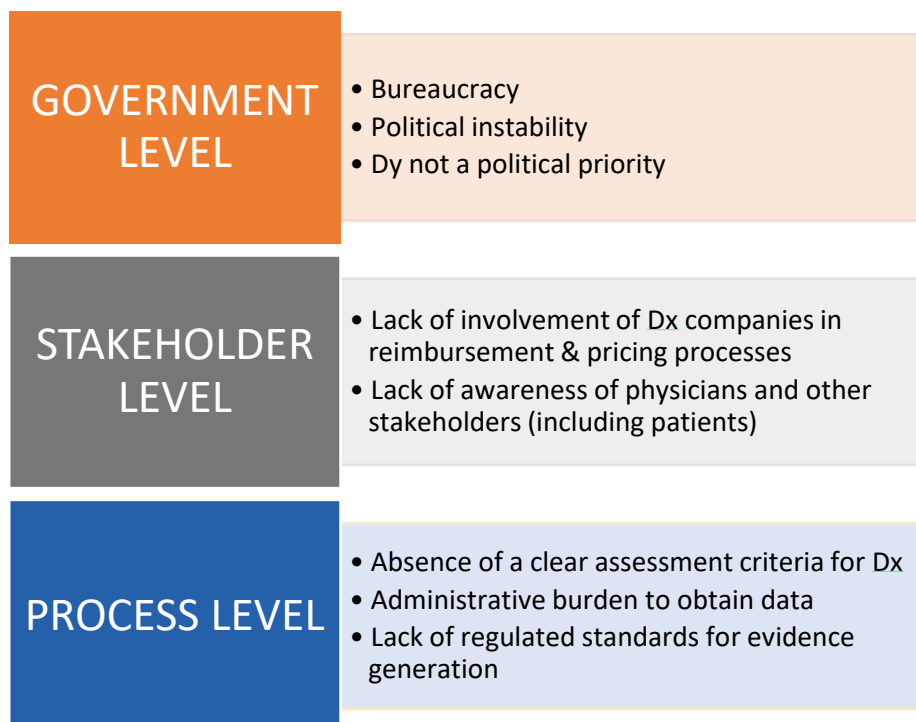 GOVERNMENT
LEVEL
• Bureaucracy
• Political instability
• Dy not a political priority
STAKEHOLDER
LEVEL
• Lack of involvement of Dx companies in
reimbursement & pricing processes
• Lack of awareness of physicians and other
stakeholders (including patients)
PROCESS LEVEL
• Absence of a clear assessment criteria for Dx
• Administrative burden to obtain data
• Lack of regulated standards for evidence
generation